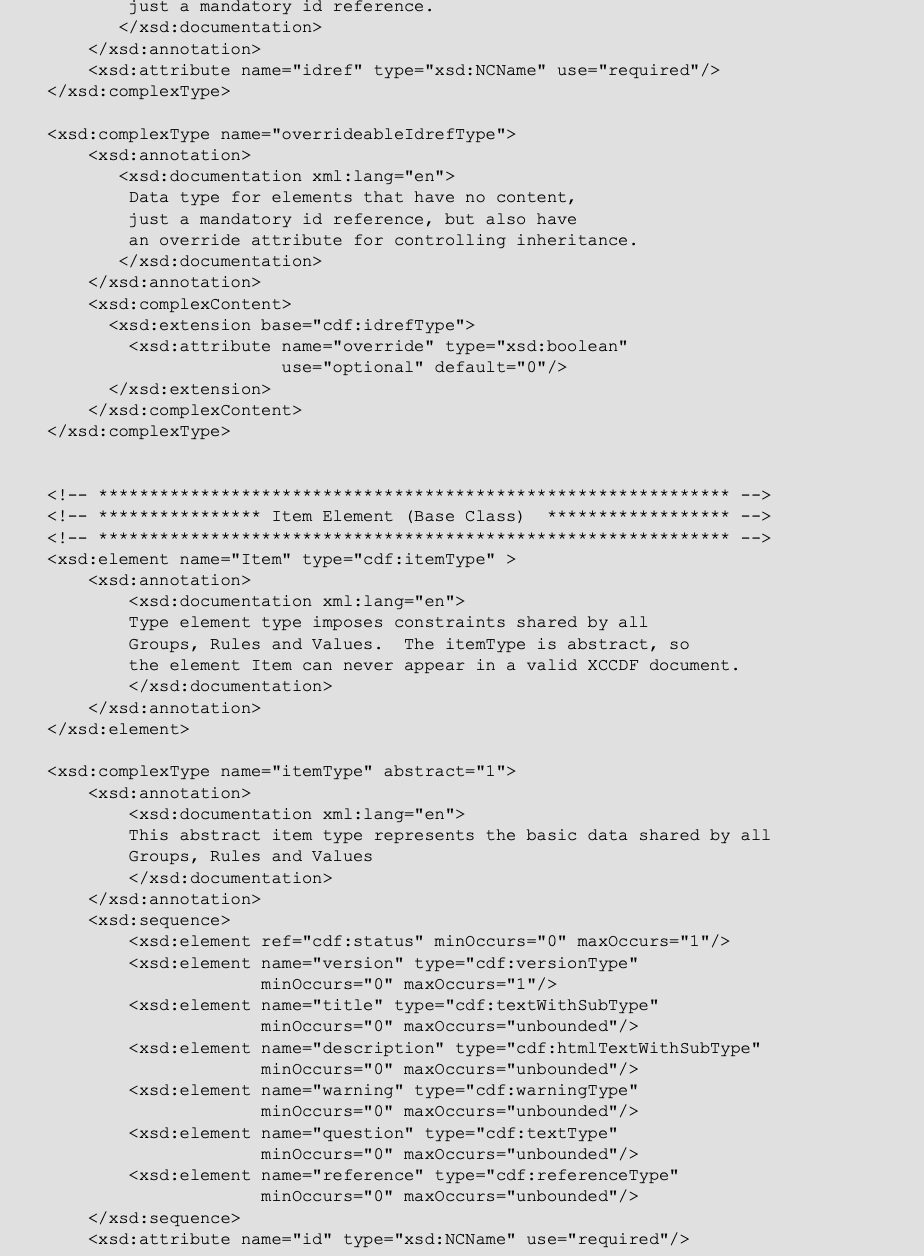 just a mandatory id reference.
</xsd:documentation>
</xsd:annotation>
<xsd:attribute name="idref" type="xsd:NCName" use="required"/>
</xsd:complexType>
<xsd:complexType name="overrideableIdrefType">
<xsd:annotation>
<xsd:documentation xml:lang="en">
Data type for elements that have no content,
just a mandatory id reference, but also have
an override attribute for controlling inheritance.
</xsd:documentation>
</xsd:annotation>
<xsd:complexContent>
<xsd:extension base="cdf:idrefType">
<xsd:attribute name="override" type="xsd:boolean"
use="optional" default="0"/>
</xsd:extension>
</xsd:complexContent>
</xsd:complexType>
<!-- ************************************************************** -->
<!-- **************** Item Element (Base Class)  ****************** -->
<!-- ************************************************************** -->
<xsd:element name="Item" type="cdf:itemType" >
<xsd:annotation>
<xsd:documentation xml:lang="en">
Type element type imposes constraints shared by all
Groups, Rules and Values.  The itemType is abstract, so
the element Item can never appear in a valid XCCDF document.
</xsd:documentation>
</xsd:annotation>
</xsd:element>
<xsd:complexType name="itemType" abstract="1">
<xsd:annotation>
<xsd:documentation xml:lang="en">
This abstract item type represents the basic data shared by all
Groups, Rules and Values
</xsd:documentation>
</xsd:annotation>
<xsd:sequence>
<xsd:element ref="cdf:status" minOccurs="0" maxOccurs="1"/>
<xsd:element name="version" type="cdf:versionType"
minOccurs="0" maxOccurs="1"/>
<xsd:element name="title" type="cdf:textWithSubType"
minOccurs="0" maxOccurs="unbounded"/>
<xsd:element name="description" type="cdf:htmlTextWithSubType"
minOccurs="0" maxOccurs="unbounded"/>
<xsd:element name="warning" type="cdf:warningType"
minOccurs="0" maxOccurs="unbounded"/>
<xsd:element name="question" type="cdf:textType"
minOccurs="0" maxOccurs="unbounded"/>
<xsd:element name="reference" type="cdf:referenceType"
minOccurs="0" maxOccurs="unbounded"/>
</xsd:sequence>
<xsd:attribute name="id" type="xsd:NCName" use="required"/>